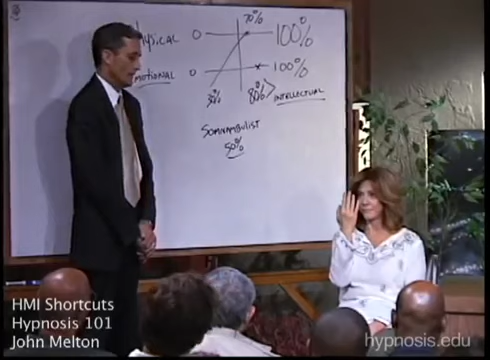 70%
Physical 0 100%
Emotional 0 100%
30% 80% > INTELLECTUAL
SOMNAMBULIST
50%
HMI Shortcuts
Hypnosis 101
John Melton
hypnosis.edu